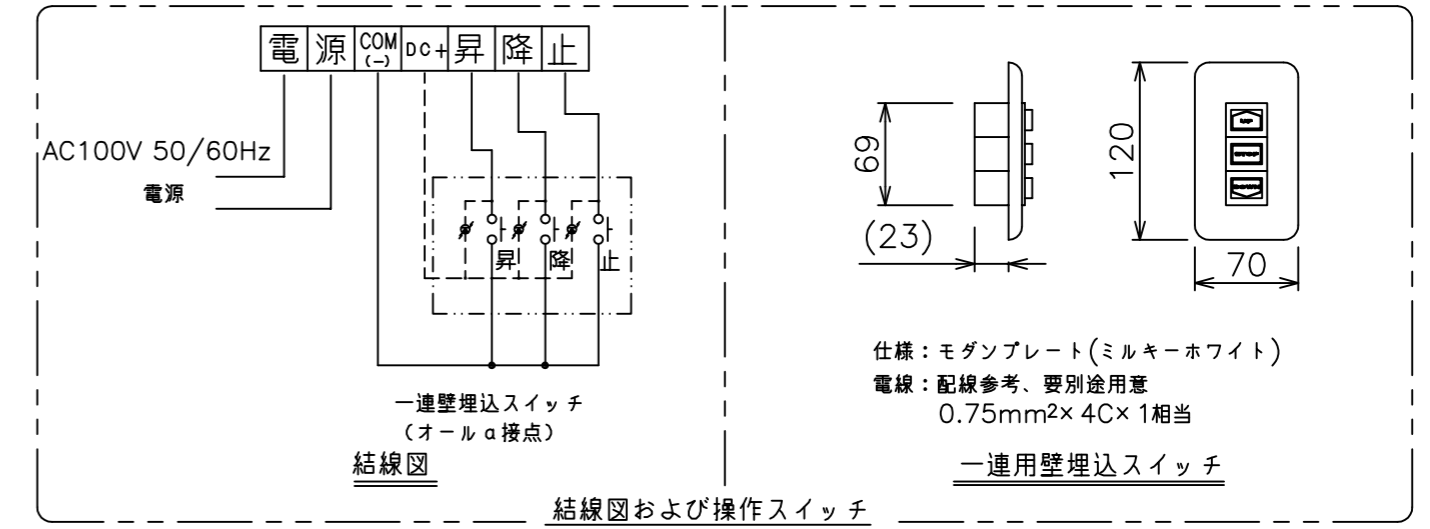 電 源 COM(-) DC+ 昇 降 止
AC100V 50/60Hz
電源
昇 降 止
一連壁埋込スイッチ
(オールa接点)
結線図
69
(23)
120
70
UP
STOP
DOWN
仕様:モダンプレート(ミルキーホワイト)
電線:配線参考、要別途用意
0.75mm²×4C×1相当
一連用壁埋込スイッチ
結線図および操作スイッチ